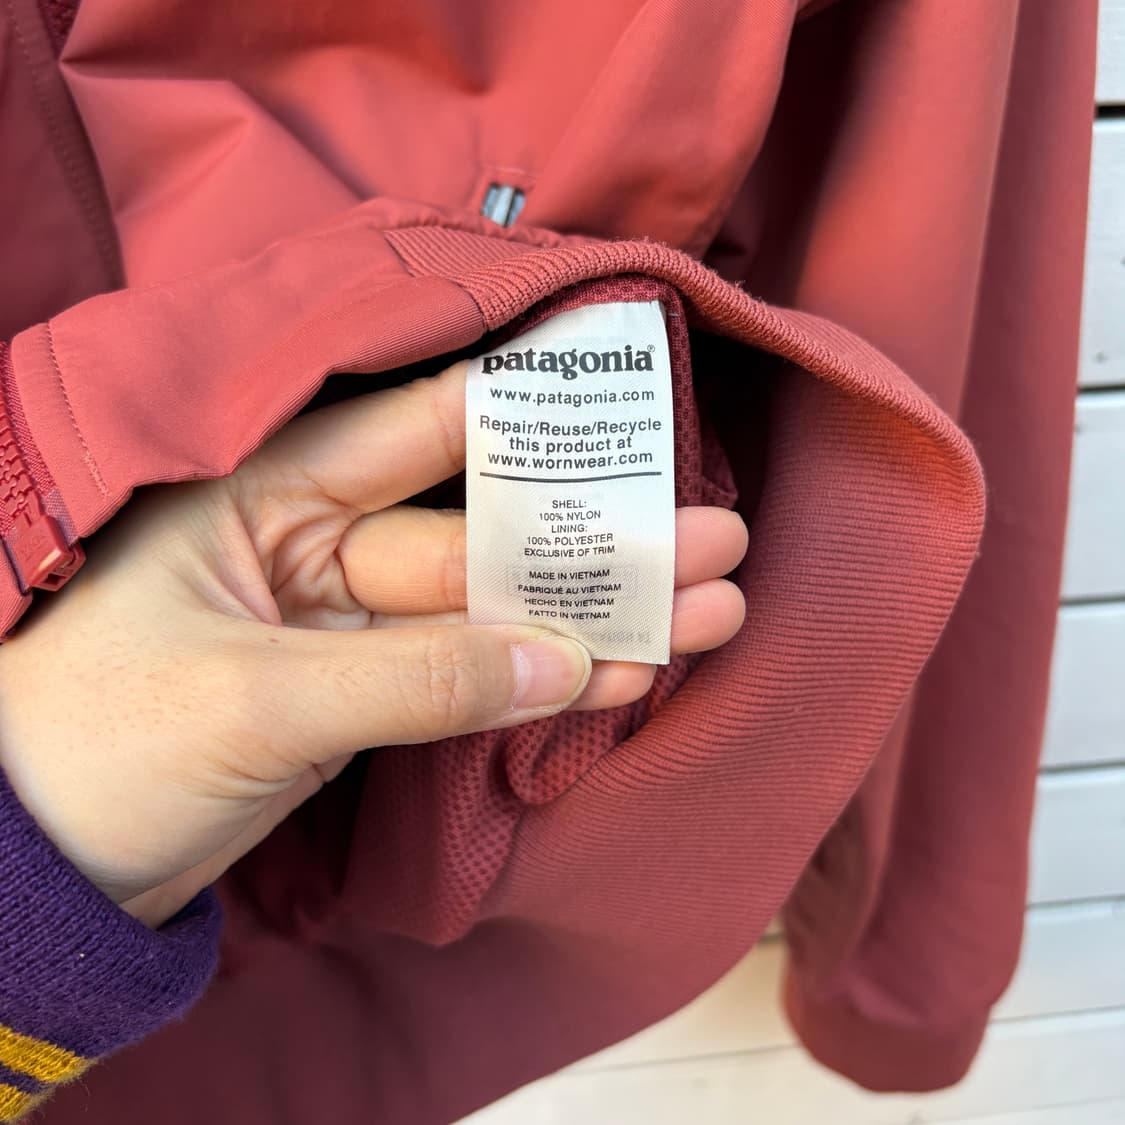 patagonia®
www.patagonia.com
Repair/Reuse/Recycle
this product at
www.wornwear.com
SHELL:
100% NYLON
LINING:
100% POLYESTER
EXCLUSIVE OF TRIM
MADE IN VIETNAM
FABRIQUÉ AU VIETNAM
HECHO EN VIETNAM
FATTO IN VIETNAM